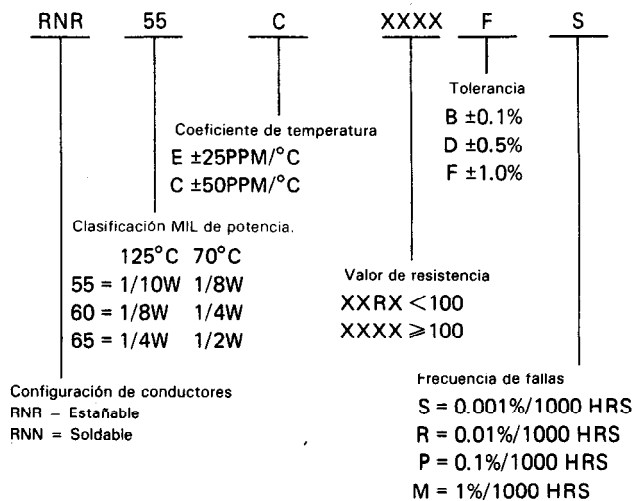 RNR 55 C XXXX F S
Tolerancia
B ±0.1%
D ±0.5%
F ±1.0%
Coeficiente de temperatura
E ±25PPM/°C
C ±50PPM/°C
Clasificación MIL de potencia.
125°C 70°C
55 = 1/10W 1/8W
60 = 1/8W 1/4W
65 = 1/4W 1/2W
Valor de resistencia
XXRX < 100
XXXX ⩾ 100
Configuración de conductores
RNR – Estañable
RNN = Soldable
Frecuencia de fallas
S = 0.001%/1000 HRS
R = 0.01%/1000 HRS
P = 0.1%/1000 HRS
M = 1%/1000 HRS